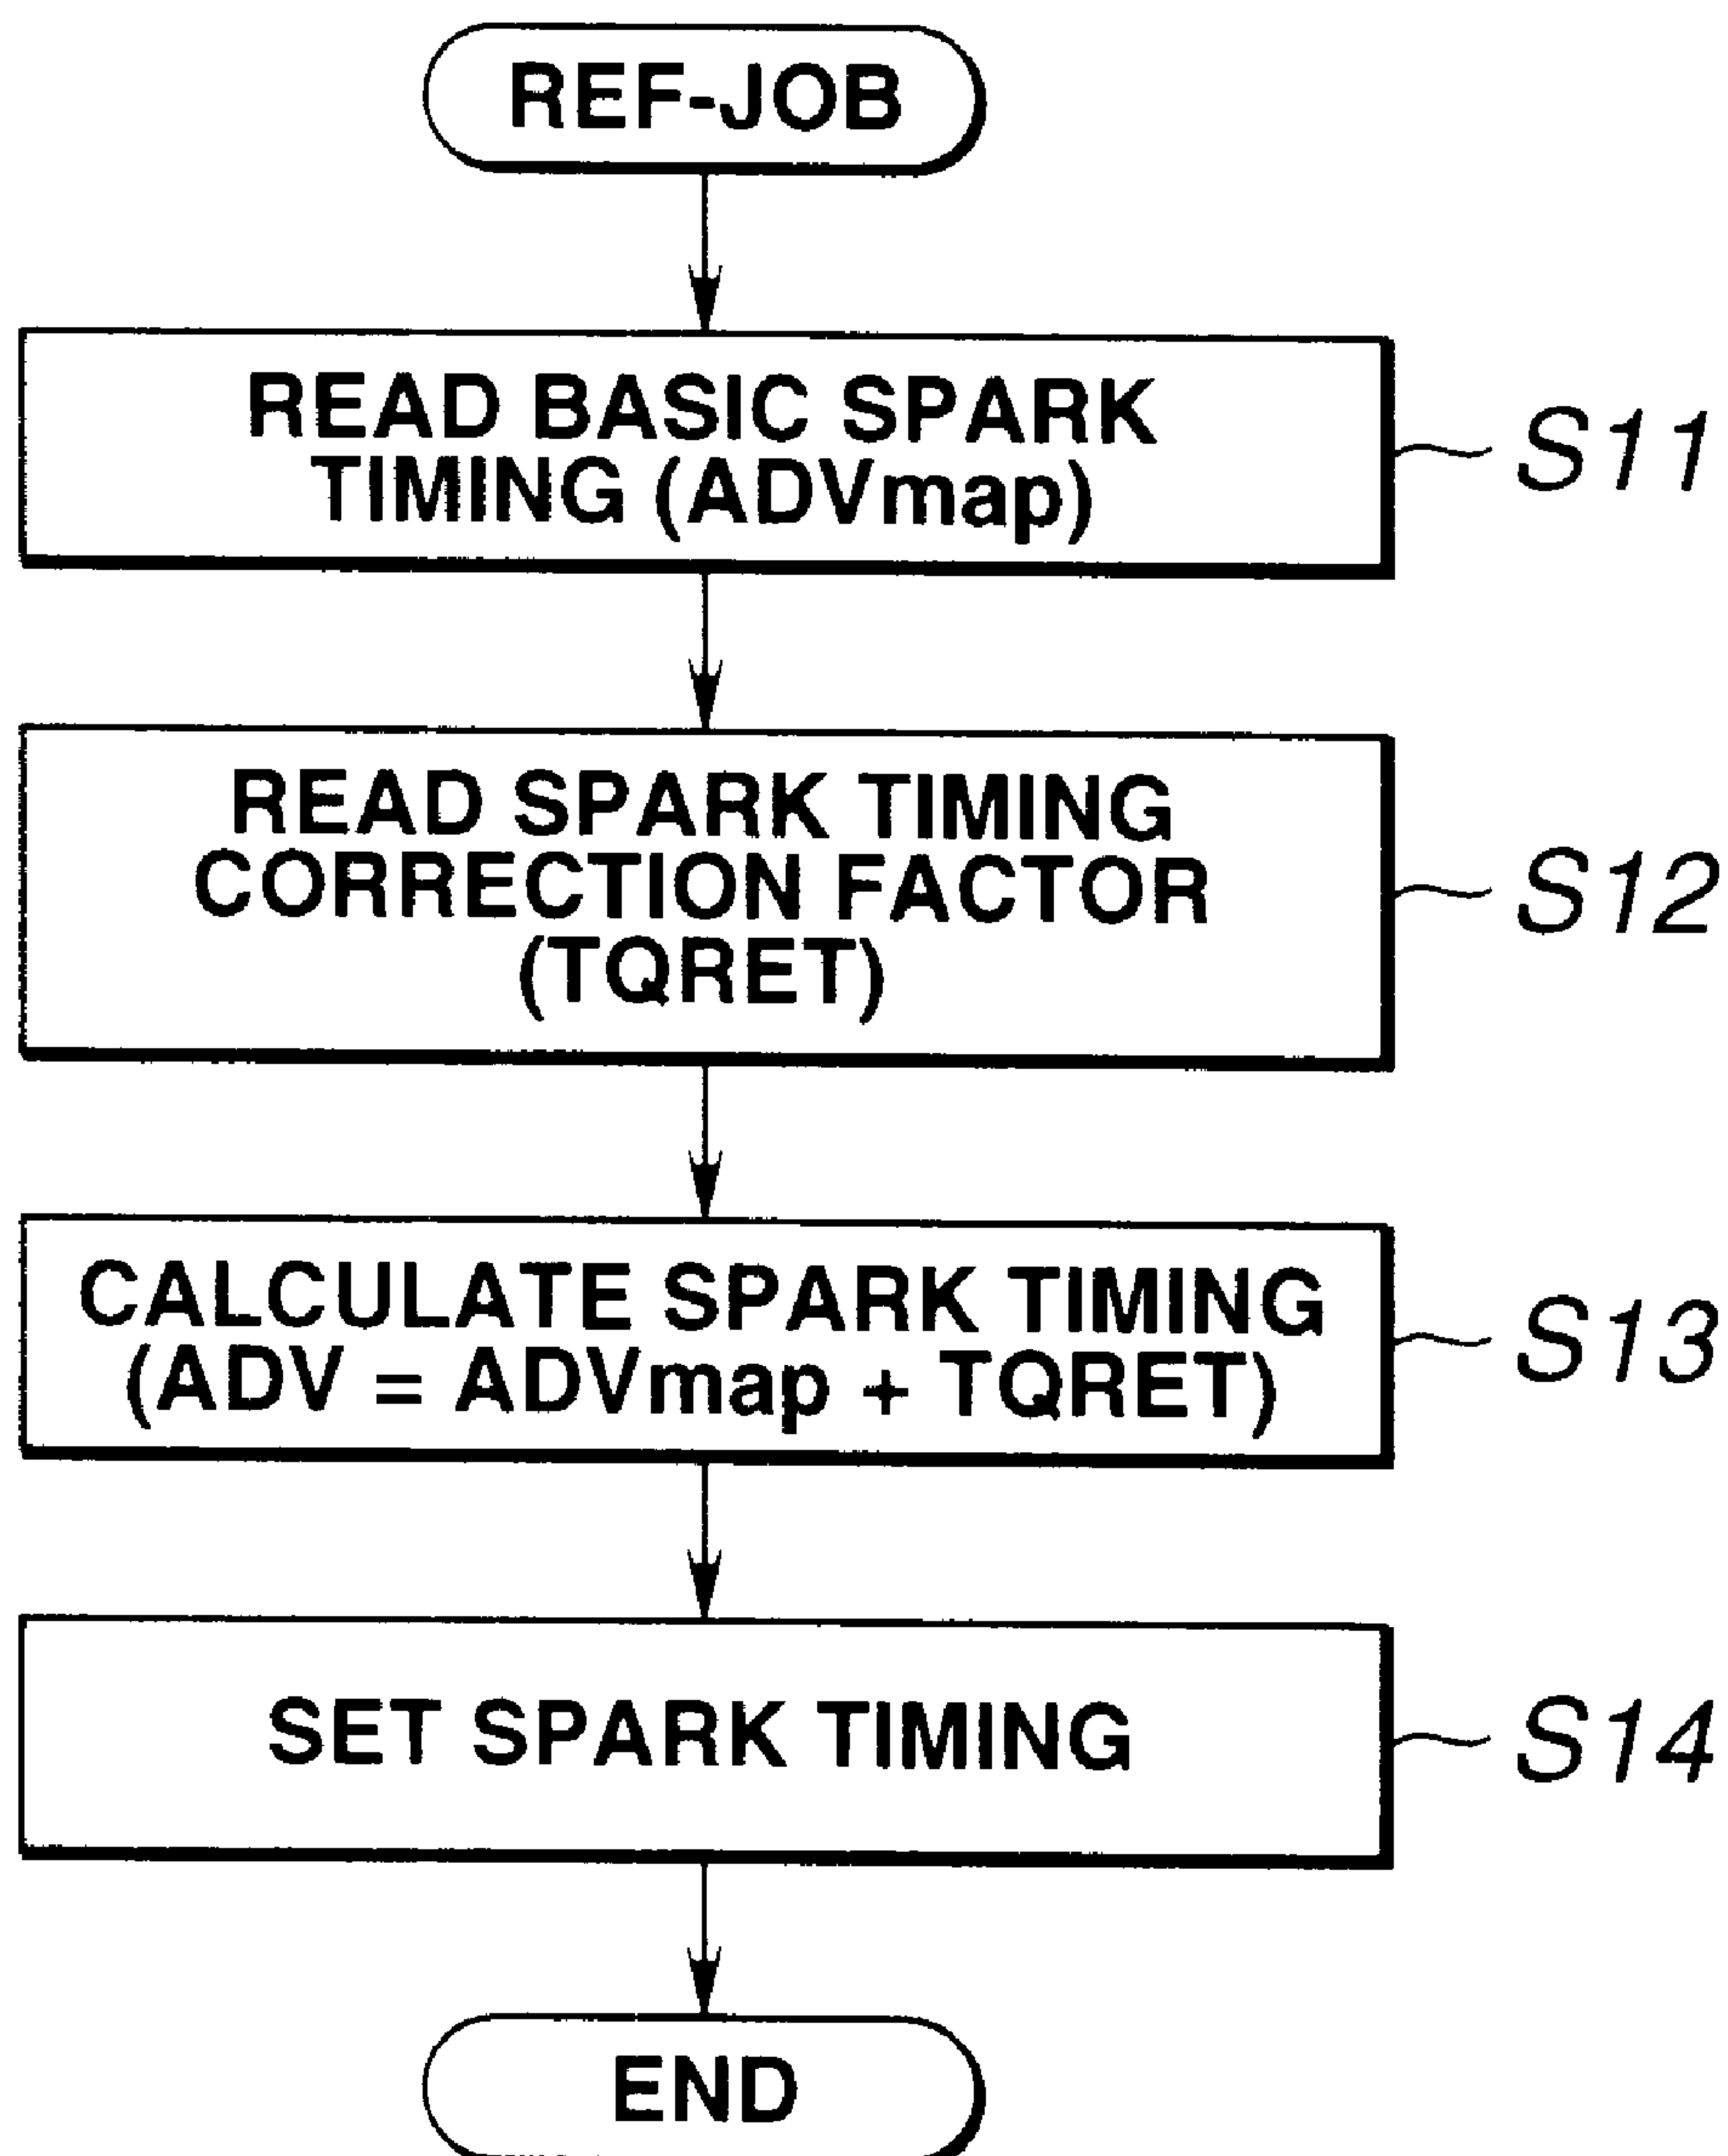 REF-JOB
READ BASIC SPARK
TIMING (ADVmap)
S11
READ SPARK TIMING
CORRECTION FACTOR
(TQRET)
S12
CALCULATE SPARK TIMING
(ADV = ADVmap + TQRET)
S13
SET SPARK TIMING
S14
END